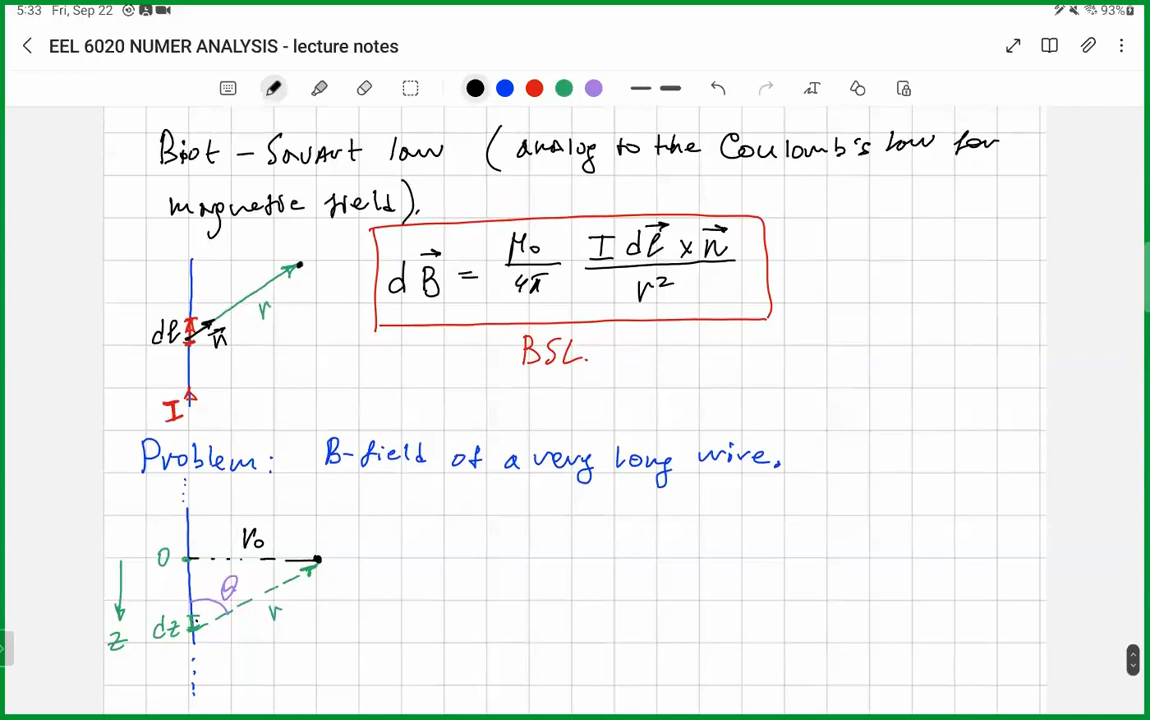 5:33 Fri, Sep 22
93%
EEL 6020 NUMER ANALYSIS - lecture notes
Biot - Savart law (analog to the Coulomb's law for
magnetic field).
dB⃗ = μ₀/4π I dl⃗ × n⃗ / r²
r
dl n⃗
BSL.
I
Problem: B-field of a very long wire.
0 r₀
θ
r
dz
z